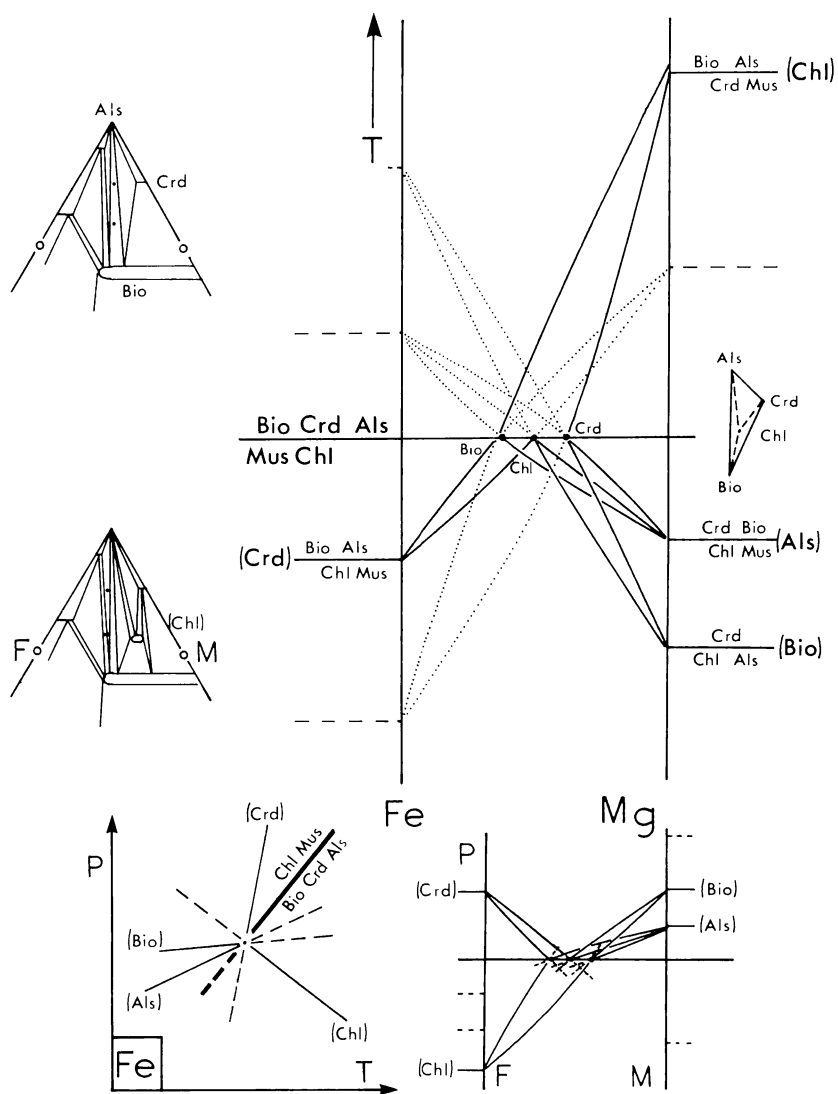 T
Als
Crd
Bio
Bio Als
Crd Mus
(Chl)
Bio Crd Als
Mus Chl
Bio
Chl
Crd
Als
Crd
Chl
Bio
(Crd)
Bio Als
Chl Mus
Crd Bio
Chl Mus
(Als)
Crd
Chl Als
(Bio)
(Chl)
F
M
Fe
Mg
P
(Crd)
Chl Mus
Bio Crd Als
(Bio)
(Als)
(Chl)
Fe
T
P
(Crd)
(Bio)
(Als)
(Chl)
F
M